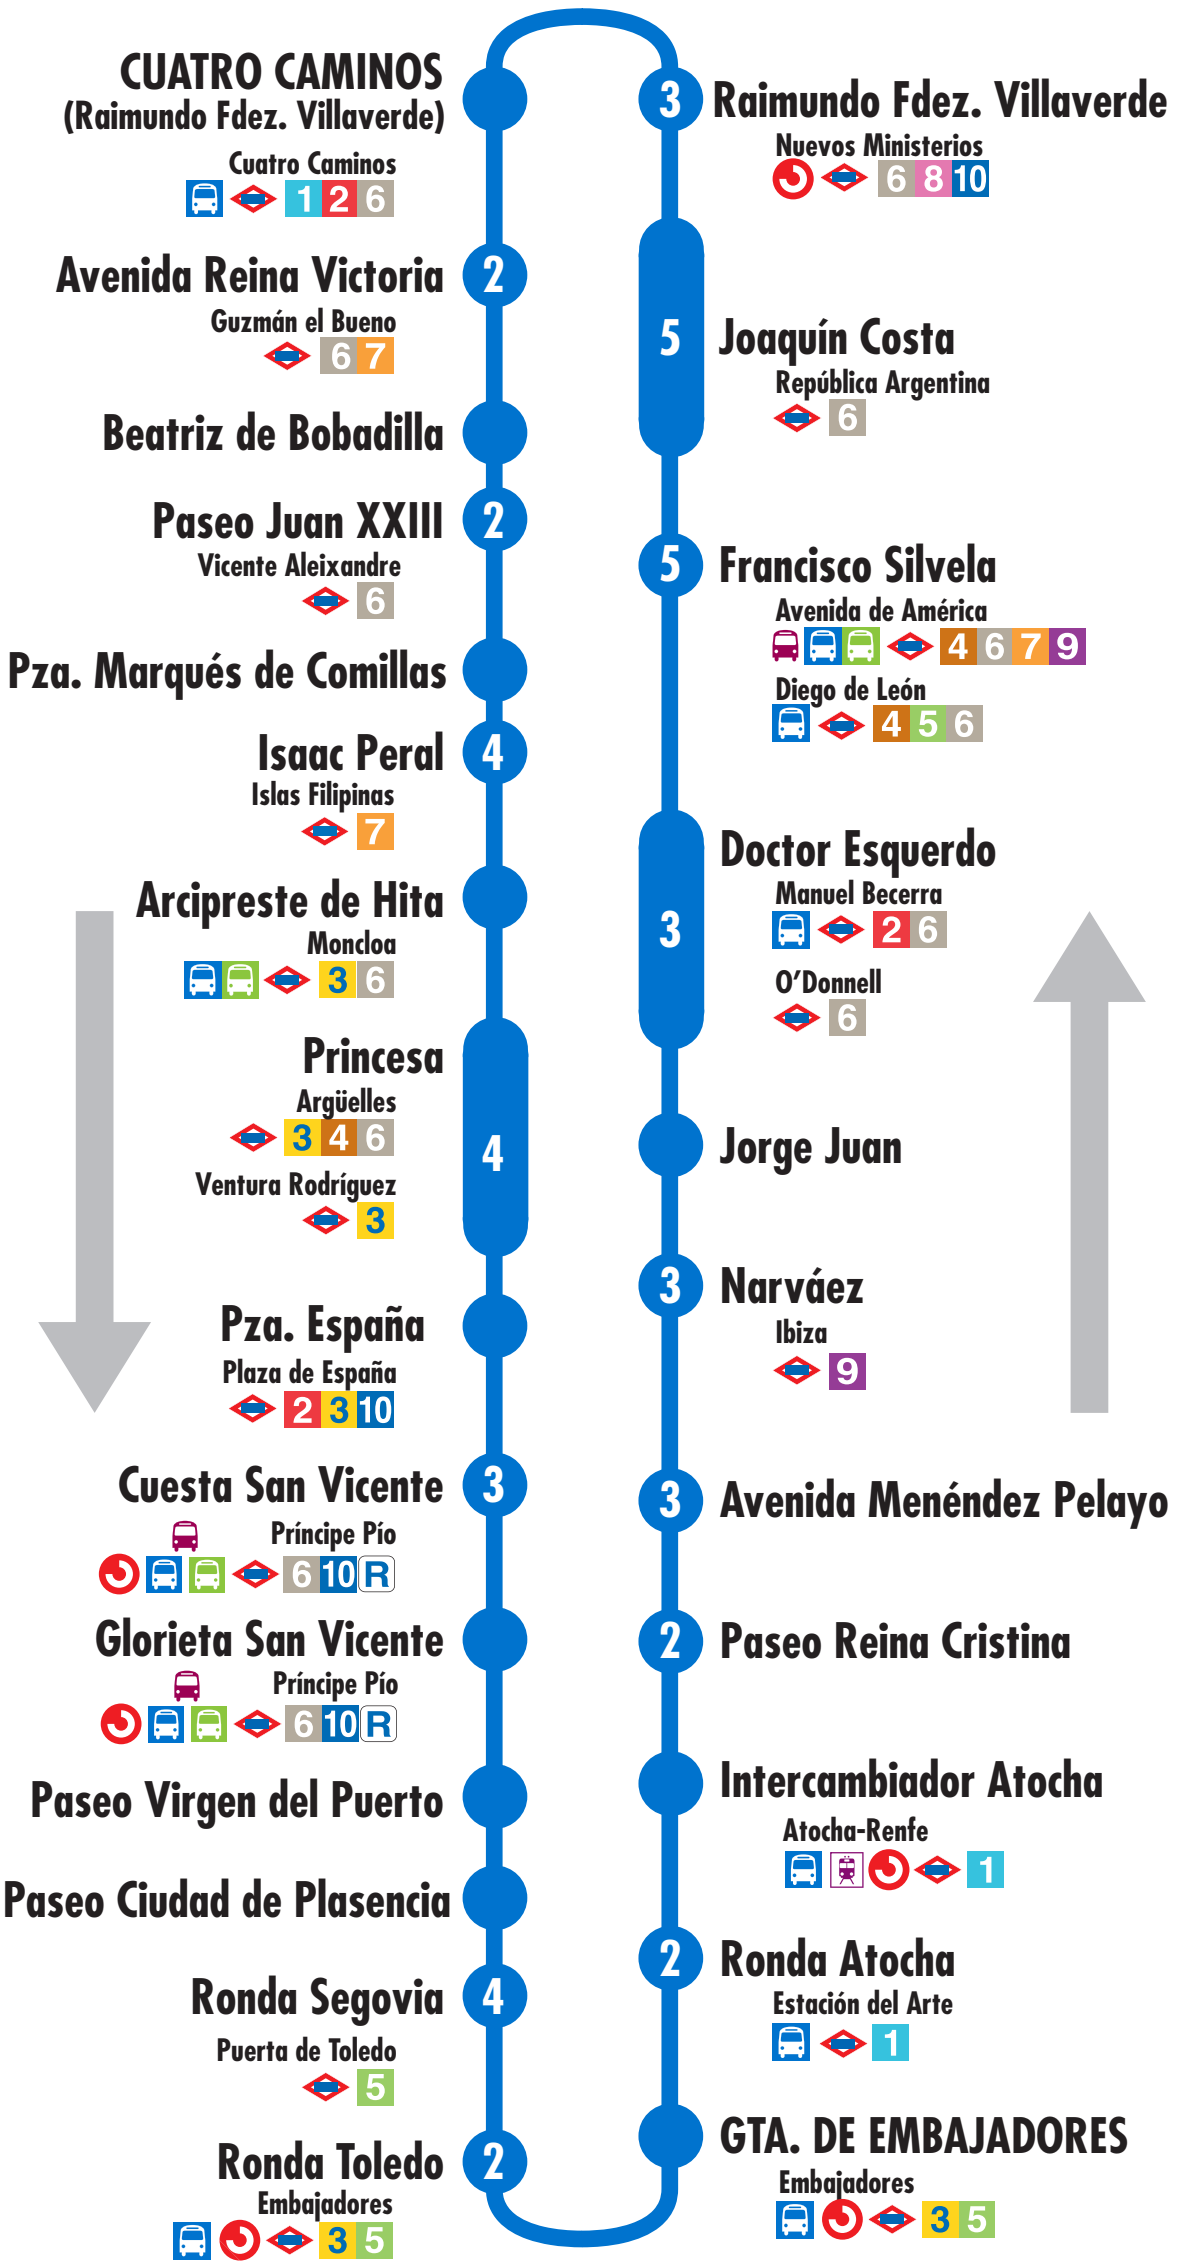 CUATRO CAMINOS
(Raimundo Fdez. Villaverde)
Cuatro Caminos
1 2 6
2
Avenida Reina Victoria
Guzmán el Bueno
6 7
Beatriz de Bobadilla
2
Paseo Juan XXIII
Vicente Aleixandre
6
Pza. Marqués de Comillas
Isaac Peral
4
Islas Filipinas
7
Arcipreste de Hita
Moncloa
3 6
Princesa
Argüelles
3 4 6
4
Ventura Rodríguez
3
Pza. España
Plaza de España
2 3 10
Cuesta San Vicente
3
Príncipe Pío
6 10 R
Glorieta San Vicente
Príncipe Pío
6 10 R
Paseo Virgen del Puerto
Paseo Ciudad de Plasencia
Ronda Segovia
4
Puerta de Toledo
5
Ronda Toledo
2
Embajadores
3 5
3
Raimundo Fdez. Villaverde
Nuevos Ministerios
6 8 10
5
Joaquín Costa
República Argentina
6
5
Francisco Silvela
Avenida de América
4 6 7 9
Diego de León
4 5 6
Doctor Esquerdo
Manuel Becerra
2 6
3
O'Donnell
6
Jorge Juan
3
Narváez
Ibiza
9
3
Avenida Menéndez Pelayo
2
Paseo Reina Cristina
Intercambiador Atocha
Atocha-Renfe
1
2
Ronda Atocha
Estación del Arte
1
GTA. DE EMBAJADORES
Embajadores
3 5